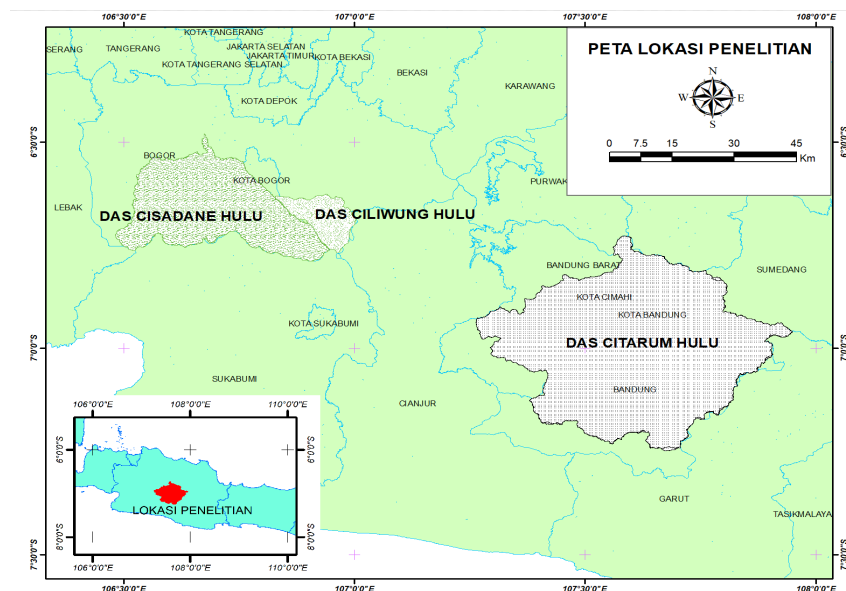 106°30'0"E
107°0'0"E
107°30'0"E
108°0'0"E
KOTA TANGERANG
SERANG
TANGERANG
JAKARTA SELATAN
JAKARTA TIMUR
KOTA BEKASI
KOTA TANGERANG SELATAN
BEKASI
KARAWANG
KOTA DEPOK
PETA LOKASI PENELITIAN
N
W
E
S
0 7.5 15 30 45
Km
6°30'0"S
6°30'0"S
BOGOR
KOTA BOGOR
PURWAK
LEBAK
DAS CISADANE HULU
DAS CILIWUNG HULU
BANDUNG BARAT
SUMEDANG
KOTA CIMAHI
KOTA BANDUNG
KOTA SUKABUMI
DAS CITARUM HULU
7°0'0"S
7°0'0"S
SUKABUMI
BANDUNG
CIANJUR
106°0'0"E
108°0'0"E
110°0'0"E
6°0'0"S
6°0'0"S
LOKASI PENELITIAN
8°0'0"S
8°0'0"S
106°0'0"E
108°0'0"E
110°0'0"E
GARUT
TASIKMALAYA
7°30'0"S
7°30'0"S
106°30'0"E
107°0'0"E
107°30'0"E
108°0'0"E